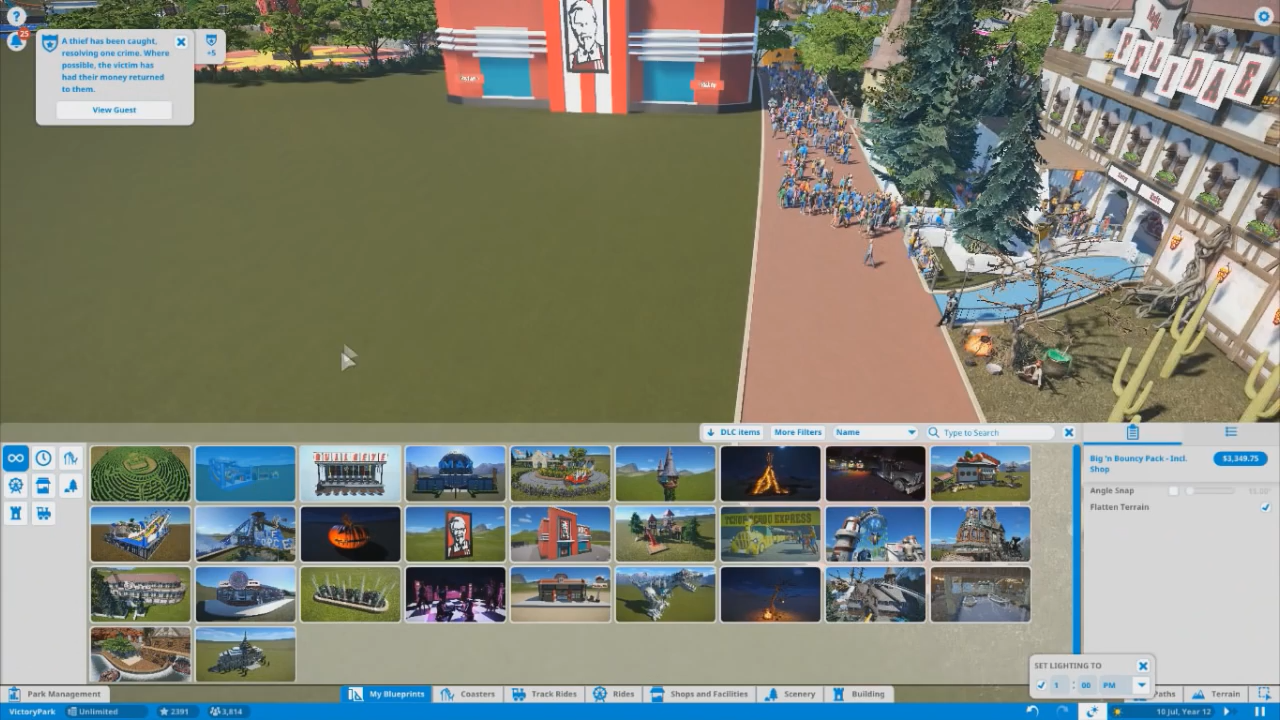 ?
25
A thief has been caught,
resolving one crime. Where
possible, the victim has
had their money returned
to them.
View Guest
+5
DLC items
More Filters
Name
Type to Search
Big 'n Bouncy Pack - Incl.
Shop
$3,349.75
Angle Snap
Flatten Terrain
SET LIGHTING TO
1 : 00 PM
Park Management
My Blueprints
Coasters
Track Rides
Rides
Shops and Facilities
Scenery
Building
Paths
Terrain
VictoryPark
Unlimited
2391
3,814
10 Jul, Year 12